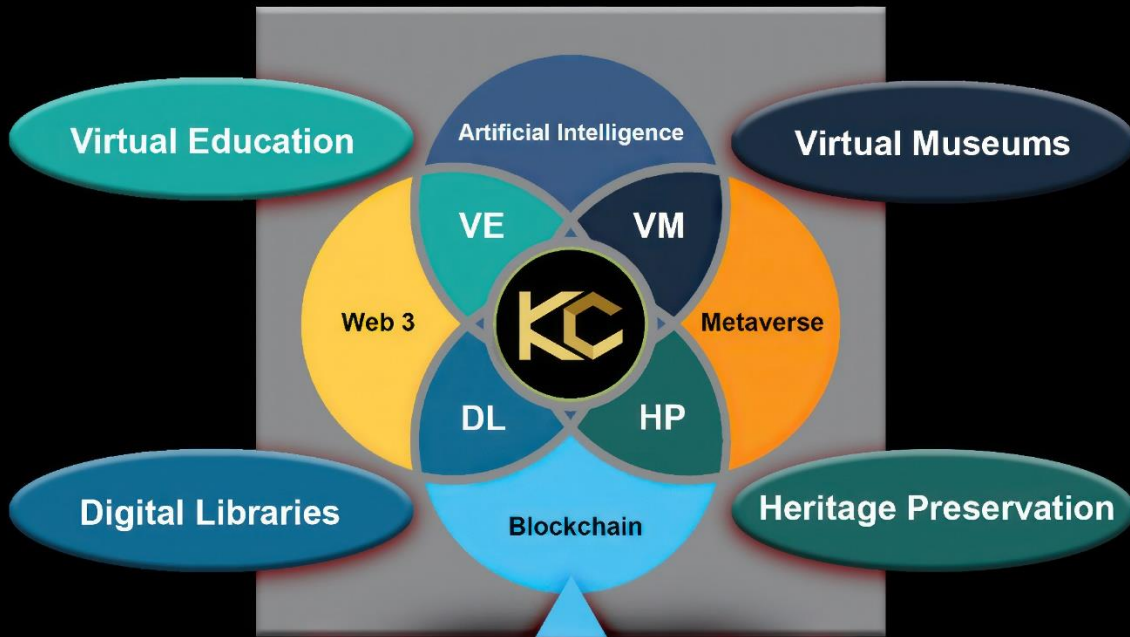 Virtual Education
Artificial Intelligence
Virtual Museums
VE
VM
Web 3
KC
Metaverse
DL
HP
Digital Libraries
Blockchain
Heritage Preservation